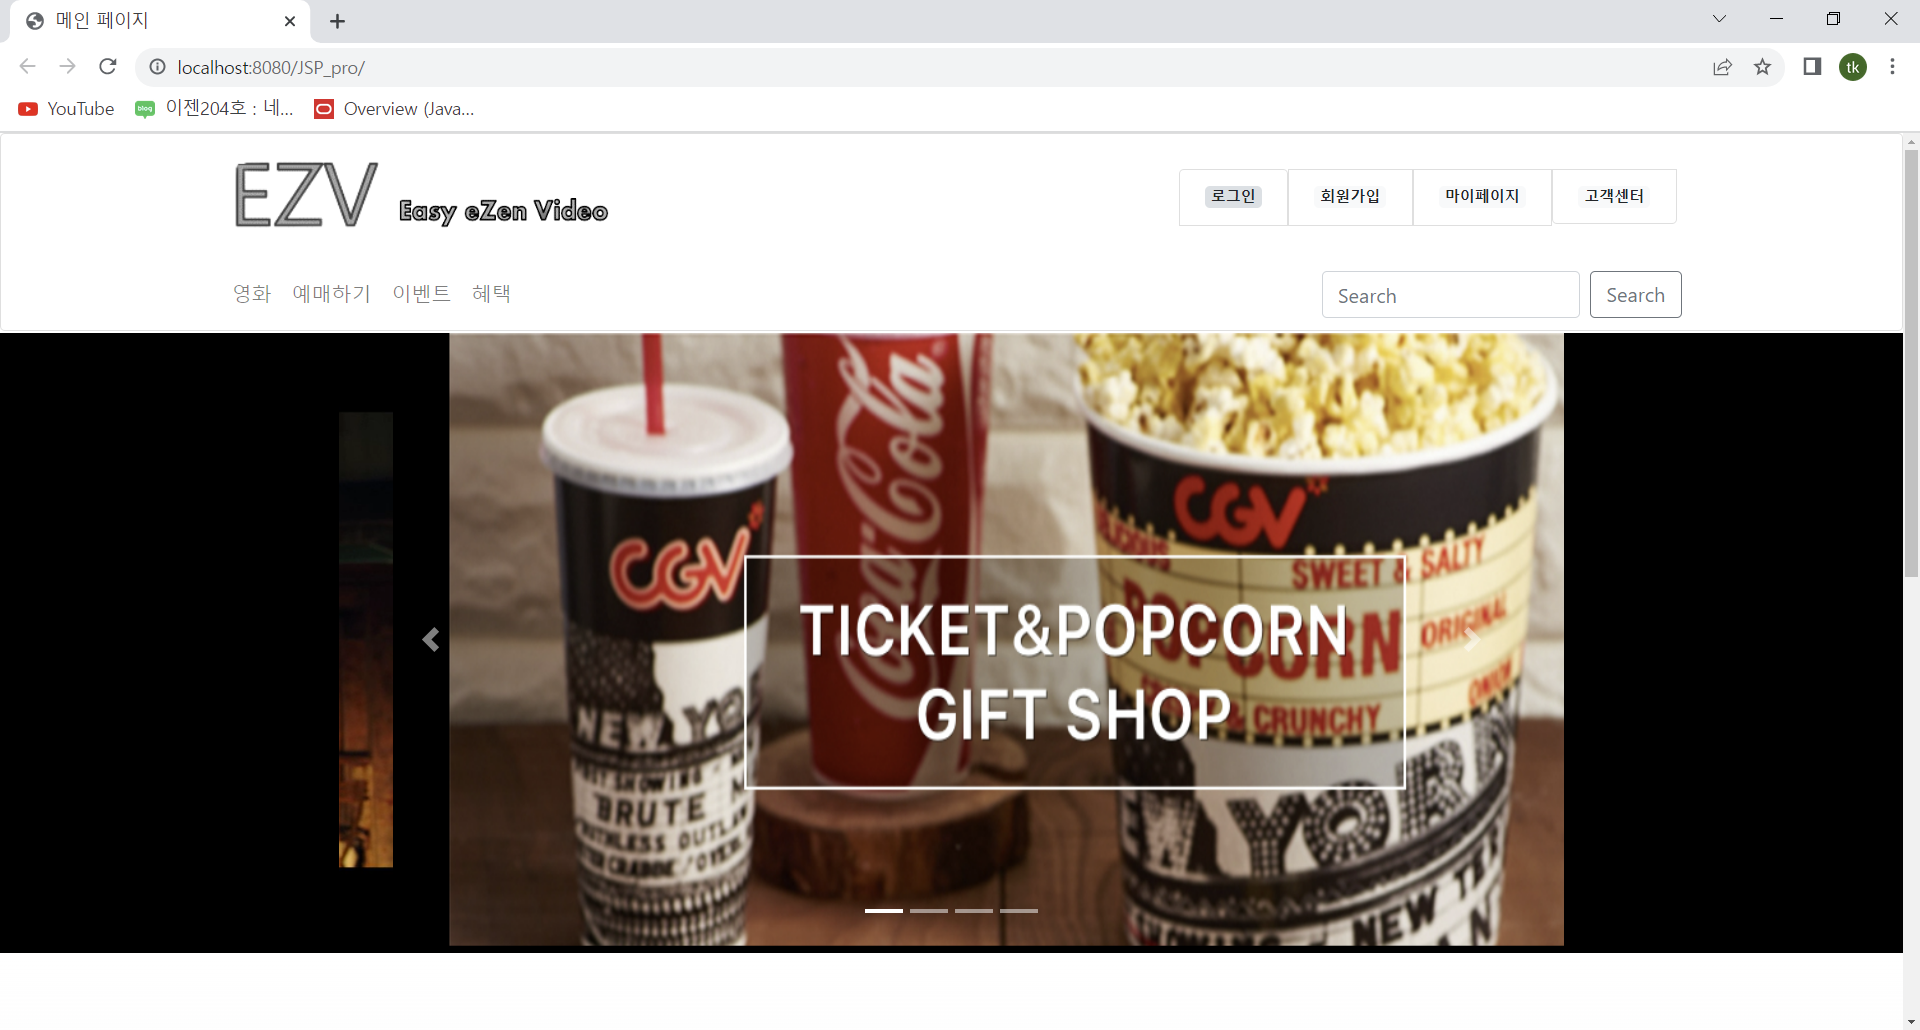 메인 페이지
localhost:8080/JSP_pro/
tk
YouTube
blog
이젠204호 : 네...
Overview (Java...
EZV Easy eZen Video
로그인 회원가입 마이페이지 고객센터
영화 예매하기 이벤트 혜택
Search Search
Coca-Cola
CGV
CGV
SWEET & SALTY
POPCORN
ORIGINAL
& CRUNCHY
TICKET&POPCORN
GIFT SHOP
NEW YO
BRUTE
NEW